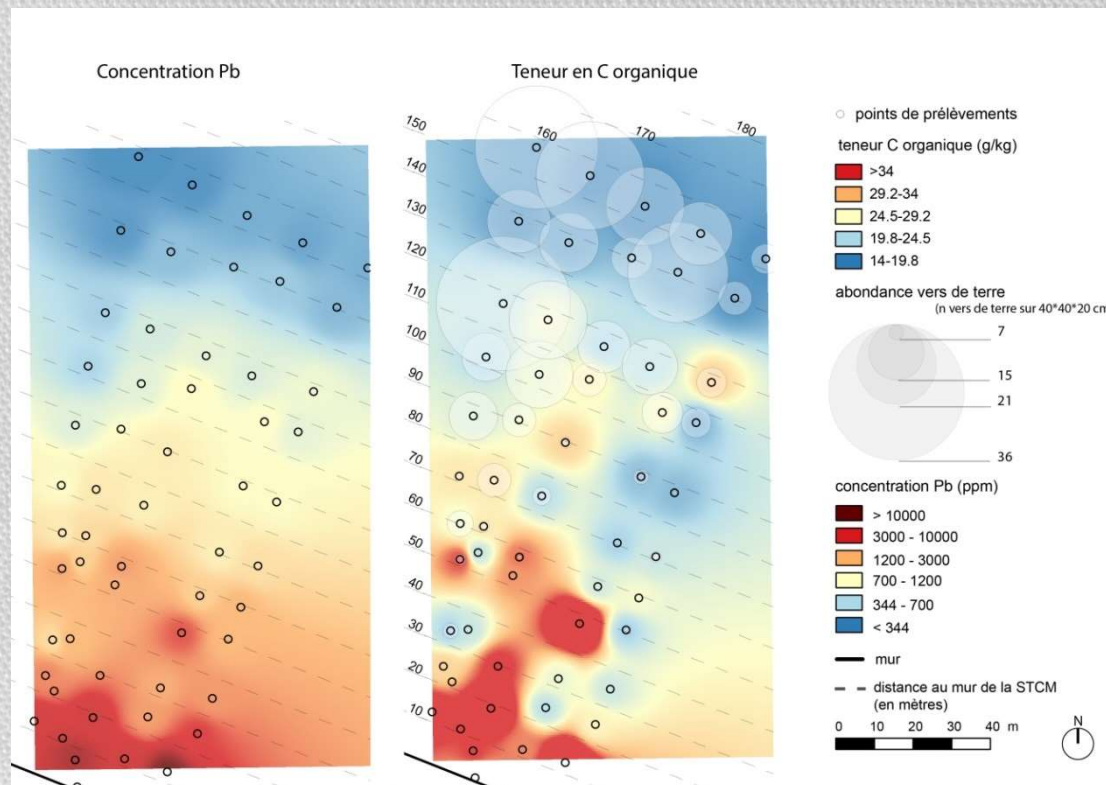 Concentration Pb
Teneur en C organique
150
160
170
180
140
130
120
110
100
90
80
70
60
50
40
30
20
10
points de prélèvements
teneur C organique (g/kg)
>34
29.2-34
24.5-29.2
19.8-24.5
14-19.8
abondance vers de terre
(n vers de terre sur 40*40*20 cm
7
15
21
36
concentration Pb (ppm)
> 10000
3000 - 10000
1200 - 3000
700 - 1200
344 - 700
< 344
mur
distance au mur de la STCM
(en mètres)
0 10 20 30 40 m
N